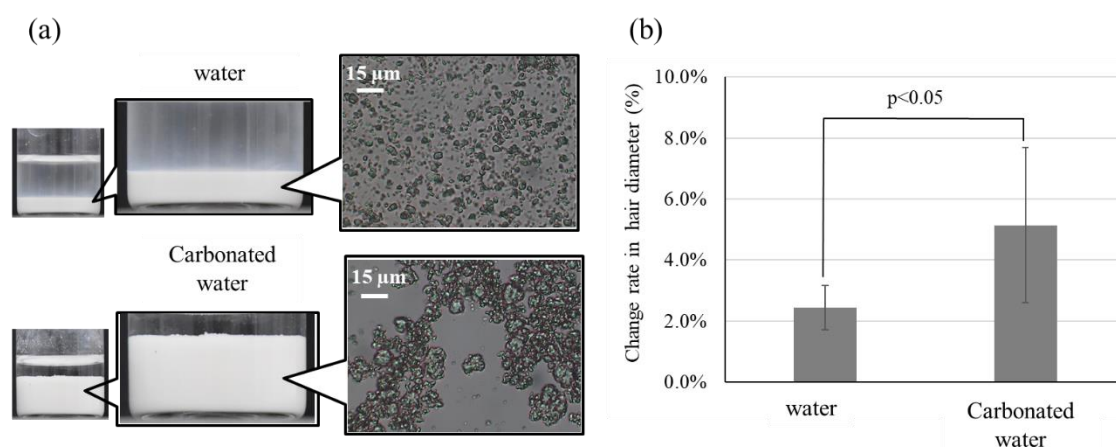 (a)
water
15 µm
Carbonated
water
15 µm
(b)
Change rate in hair diameter (%)
10.0%
8.0%
6.0%
4.0%
2.0%
0.0%
p<0.05
water
Carbonated
water